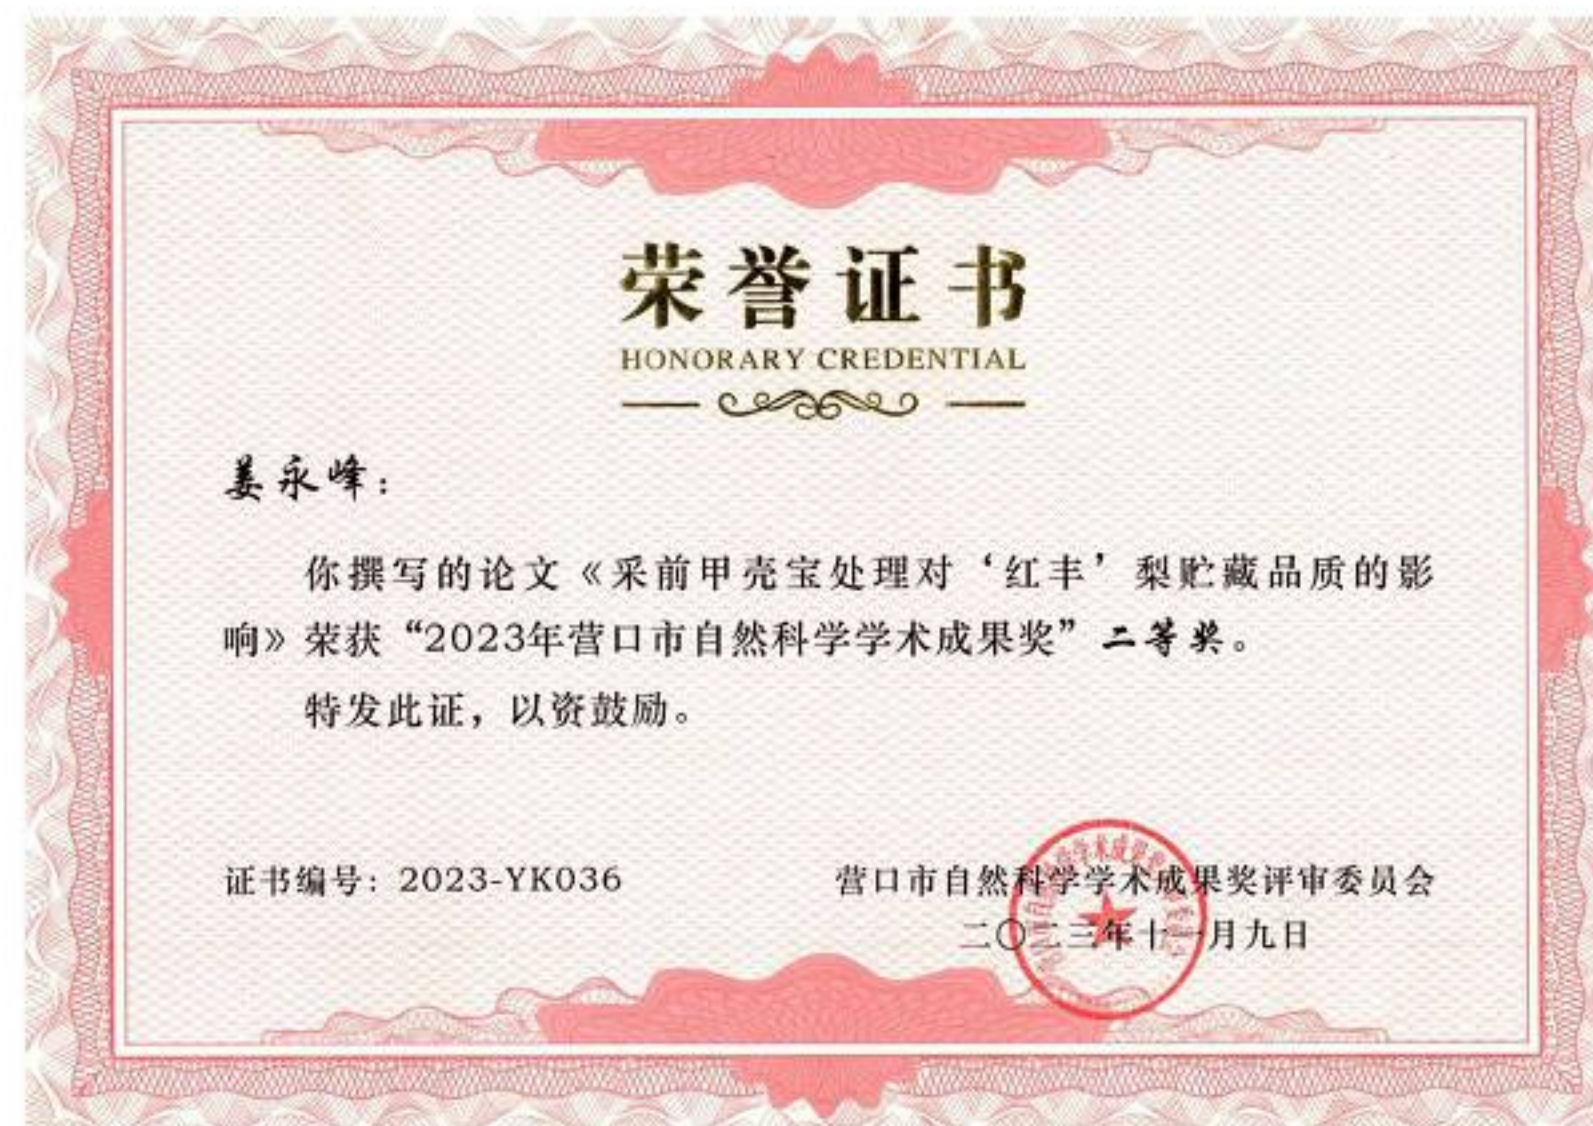 荣誉证书
HONORARY CREDENTIAL
姜永峰：
你撰写的论文《采前甲壳宝处理对‘红丰’梨贮藏品质的影
响》荣获“2023年营口市自然科学学术成果奖”二等奖。
特发此证，以资鼓励。
证书编号：2023-YK036
营口市自然科学学术成果奖评审委员会
二〇二三年十一月九日